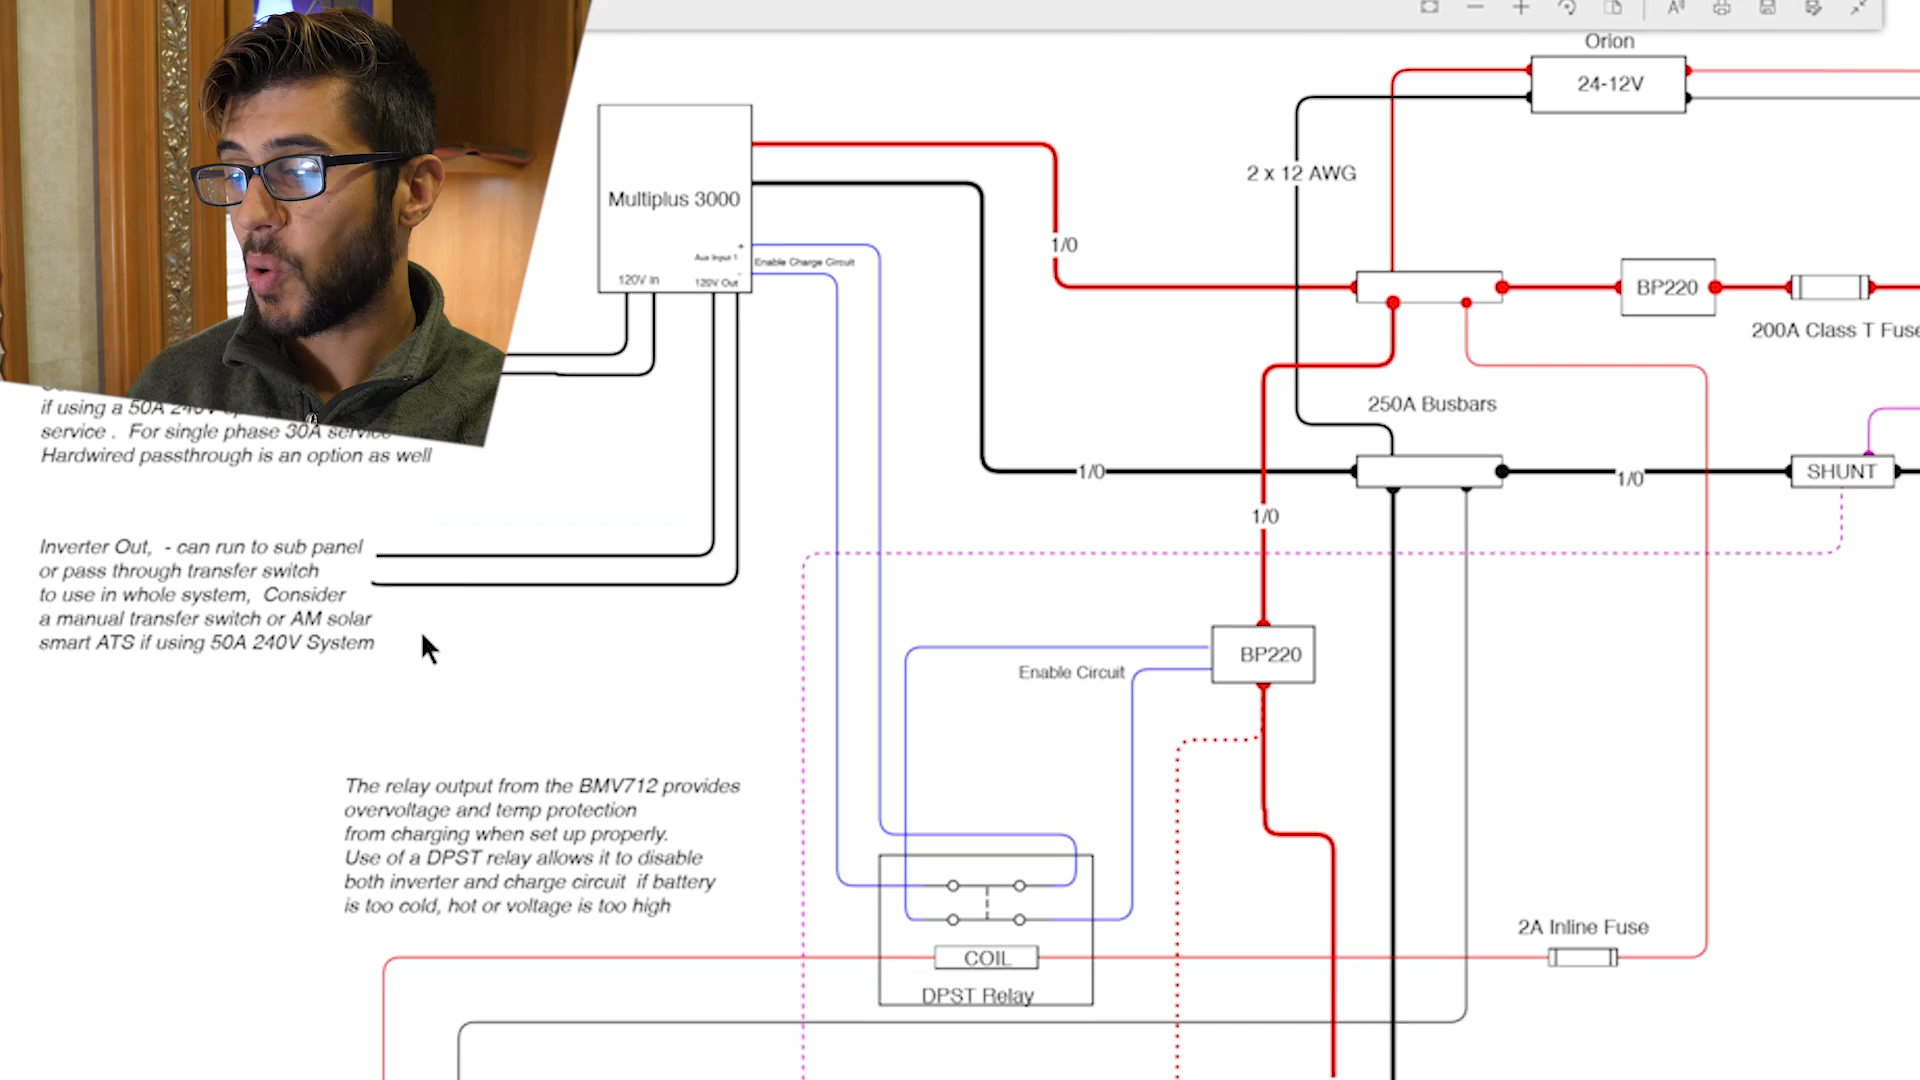 Orion
24-12V
2 x 12 AWG
Multiplus 3000
+
Aux Input 1
-
Enable Charge Circuit
120V In
120V Out
1/0
BP220
200A Class T Fuse
250A Busbars
if using a 50A 240V
service . For single phase 30A service
Hardwired passthrough is an option as well
1/0
1/0
SHUNT
1/0
Inverter Out, - can run to sub panel
or pass through transfer switch
to use in whole system, Consider
a manual transfer switch or AM solar
smart ATS if using 50A 240V System
BP220
Enable Circuit
The relay output from the BMV712 provides
overvoltage and temp protection
from charging when set up properly.
Use of a DPST relay allows it to disable
both inverter and charge circuit if battery
is too cold, hot or voltage is too high
2A Inline Fuse
COIL
DPST Relay